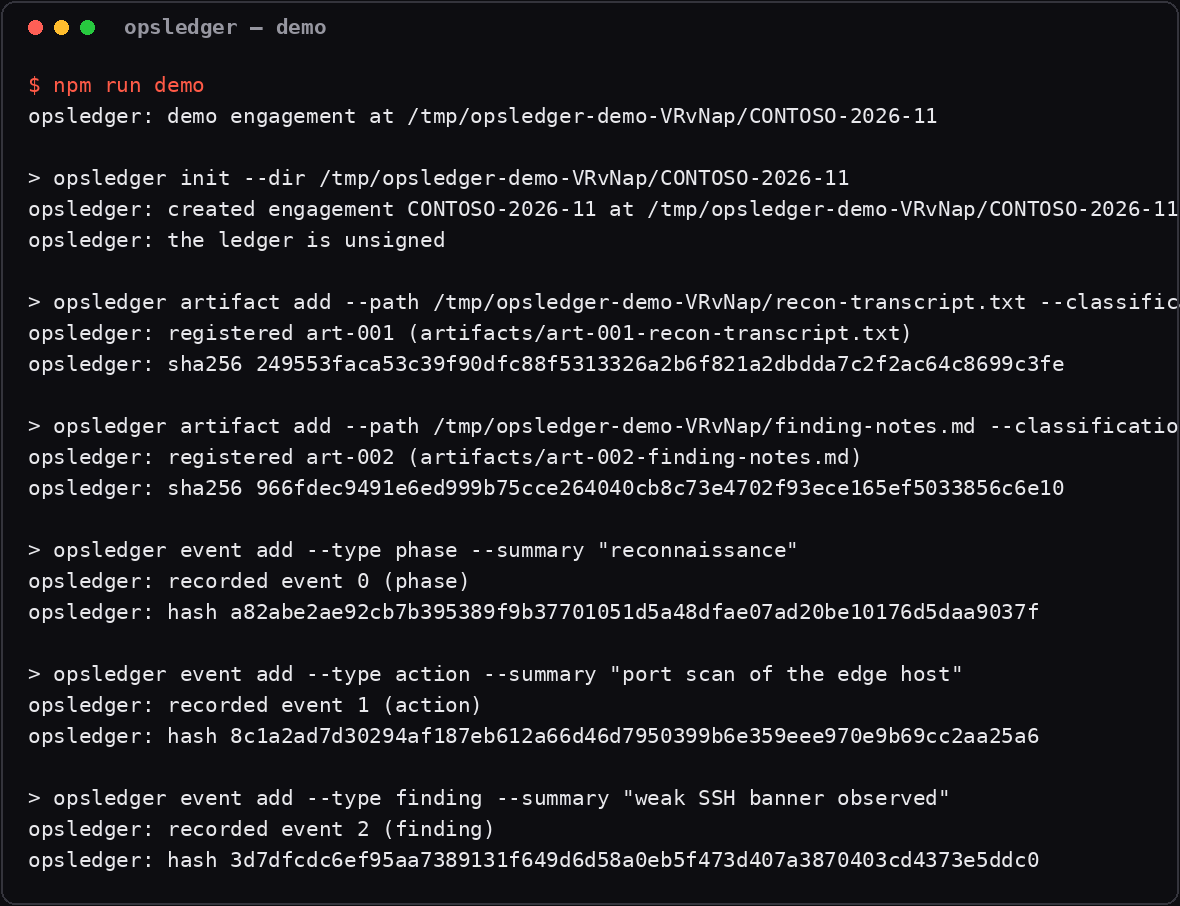 opsledger — demo
$ npm run demo
opsledger: demo engagement at /tmp/opsledger-demo-VRvNap/CONTOSO-2026-11
> opsledger init --dir /tmp/opsledger-demo-VRvNap/CONTOSO-2026-11
opsledger: created engagement CONTOSO-2026-11 at /tmp/opsledger-demo-VRvNap/CONTOSO-2026-11
opsledger: the ledger is unsigned
> opsledger artifact add --path /tmp/opsledger-demo-VRvNap/recon-transcript.txt --classific
opsledger: registered art-001 (artifacts/art-001-recon-transcript.txt)
opsledger: sha256 249553faca53c39f90dfc88f5313326a2b6f821a2dbdda7c2f2ac64c8699c3fe
> opsledger artifact add --path /tmp/opsledger-demo-VRvNap/finding-notes.md --classificatio
opsledger: registered art-002 (artifacts/art-002-finding-notes.md)
opsledger: sha256 966fdec9491e6ed999b75cce264040cb8c73e4702f93ece165ef5033856c6e10
> opsledger event add --type phase --summary "reconnaissance"
opsledger: recorded event 0 (phase)
opsledger: hash a82abe2ae92cb7b395389f9b37701051d5a48dfae07ad20be10176d5daa9037f
> opsledger event add --type action --summary "port scan of the edge host"
opsledger: recorded event 1 (action)
opsledger: hash 8c1a2ad7d30294af187eb612a66d46d7950399b6e359eee970e9b69cc2aa25a6
> opsledger event add --type finding --summary "weak SSH banner observed"
opsledger: recorded event 2 (finding)
opsledger: hash 3d7dfcdc6ef95aa7389131f649d6d58a0eb5f473d407a3870403cd4373e5ddc0